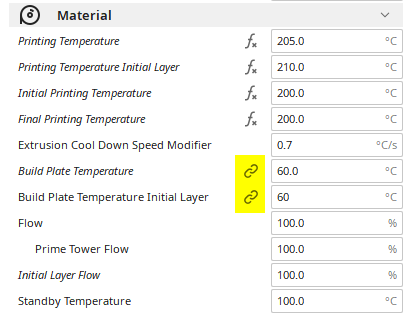 Material
Printing Temperature 205.0 °C
Printing Temperature Initial Layer 210.0 °C
Initial Printing Temperature 200.0 °C
Final Printing Temperature 200.0 °C
Extrusion Cool Down Speed Modifier 0.7 °C/s
Build Plate Temperature 60.0 °C
Build Plate Temperature Initial Layer 60 °C
Flow 100.0 %
Prime Tower Flow 100.0 %
Initial Layer Flow 100.0 %
Standby Temperature 100.0 °C